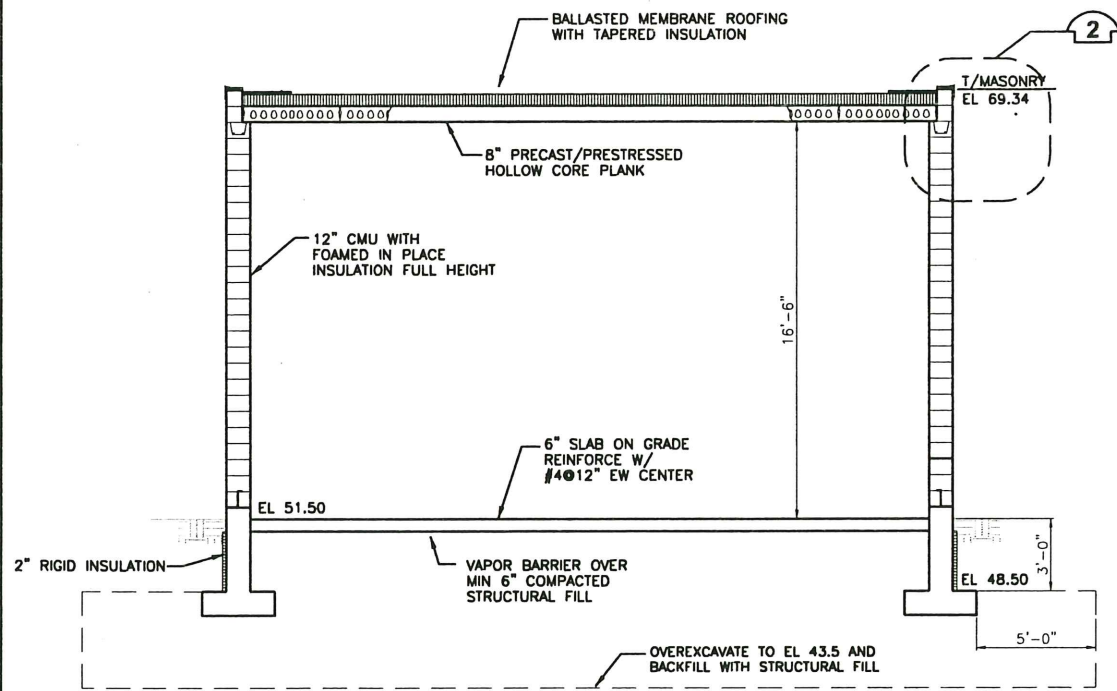 BALLASTED MEMBRANE ROOFING
WITH TAPERED INSULATION
2
T/MASONRY
EL 69.34
8" PRECAST/PRESTRESSED
HOLLOW CORE PLANK
12" CMU WITH
FOAMED IN PLACE
INSULATION FULL HEIGHT
16'-6"
6" SLAB ON GRADE
REINFORCE W/
#4@12" EW CENTER
EL 51.50
2" RIGID INSULATION
VAPOR BARRIER OVER
MIN 6" COMPACTED
STRUCTURAL FILL
EL 48.50
3'-0"
5'-0"
OVEREXCAVATE TO EL 43.5 AND
BACKFILL WITH STRUCTURAL FILL